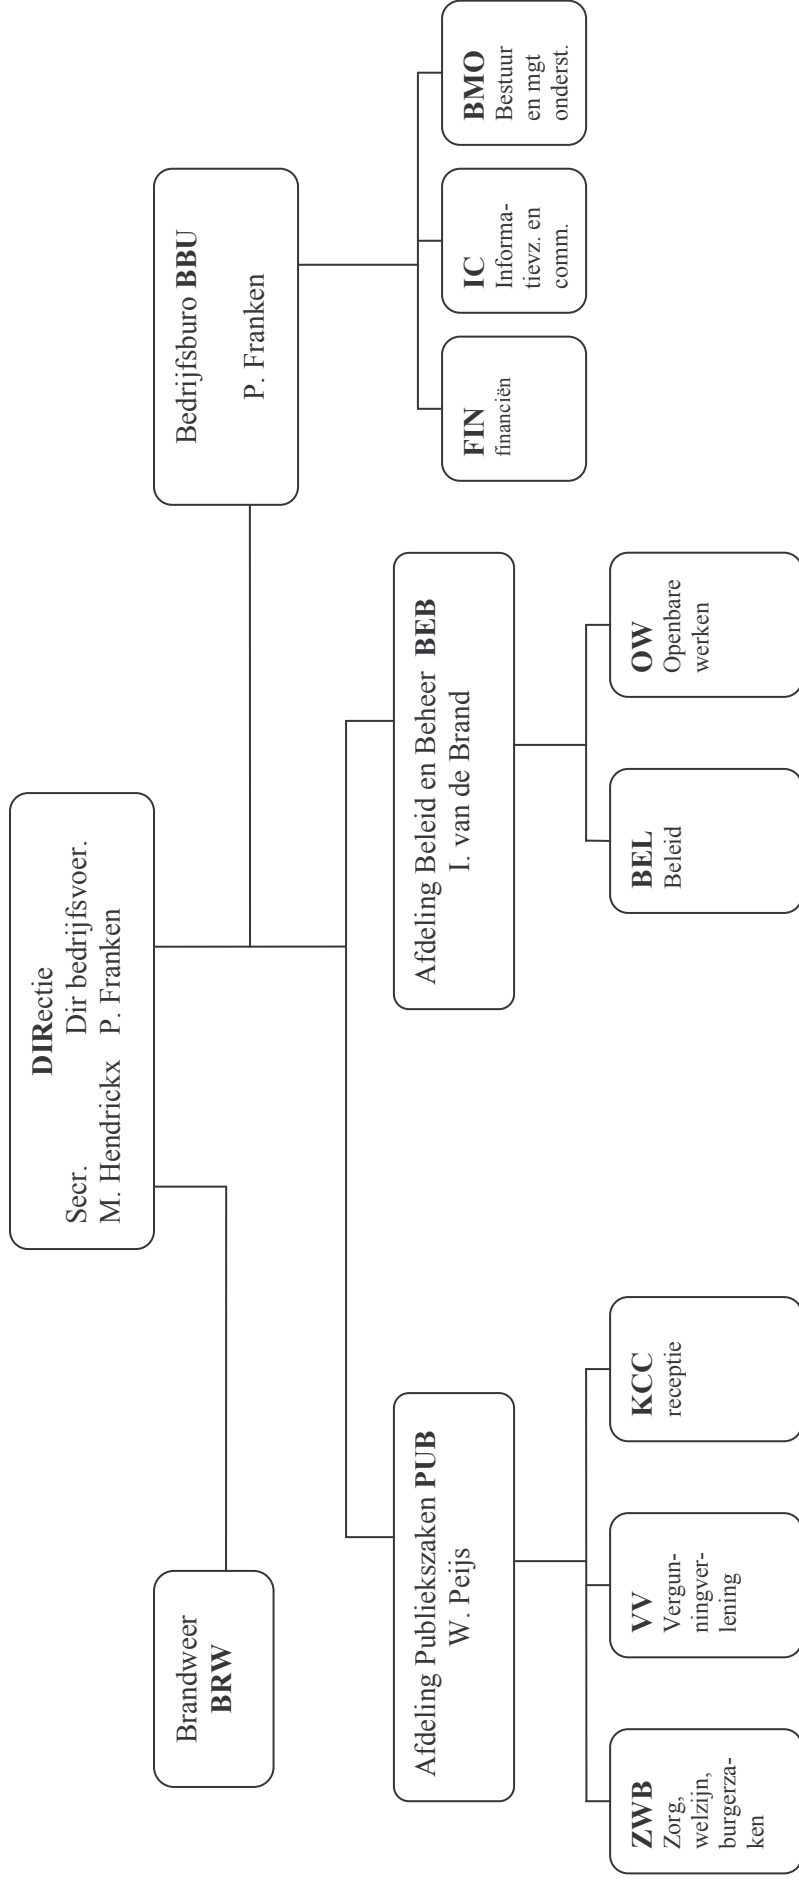 DIRectie
Secr. Dir bedrijfsvoer.
M. Hendrickx P. Franken
Brandweer
BRW
Bedrijfsburo BBU
P. Franken
Afdeling Publiekszaken PUB
W. Peijs
Afdeling Beleid en Beheer BEB
I. van de Brand
FIN
financiën
IC
Informa-
tievz. en
comm.
BMO
Bestuur
en mgt
onderst.
ZWB
Zorg,
welzijn,
burgerza-
ken
VV
Vergun-
ningver-
lening
KCC
receptie
BEL
Beleid
OW
Openbare
werken